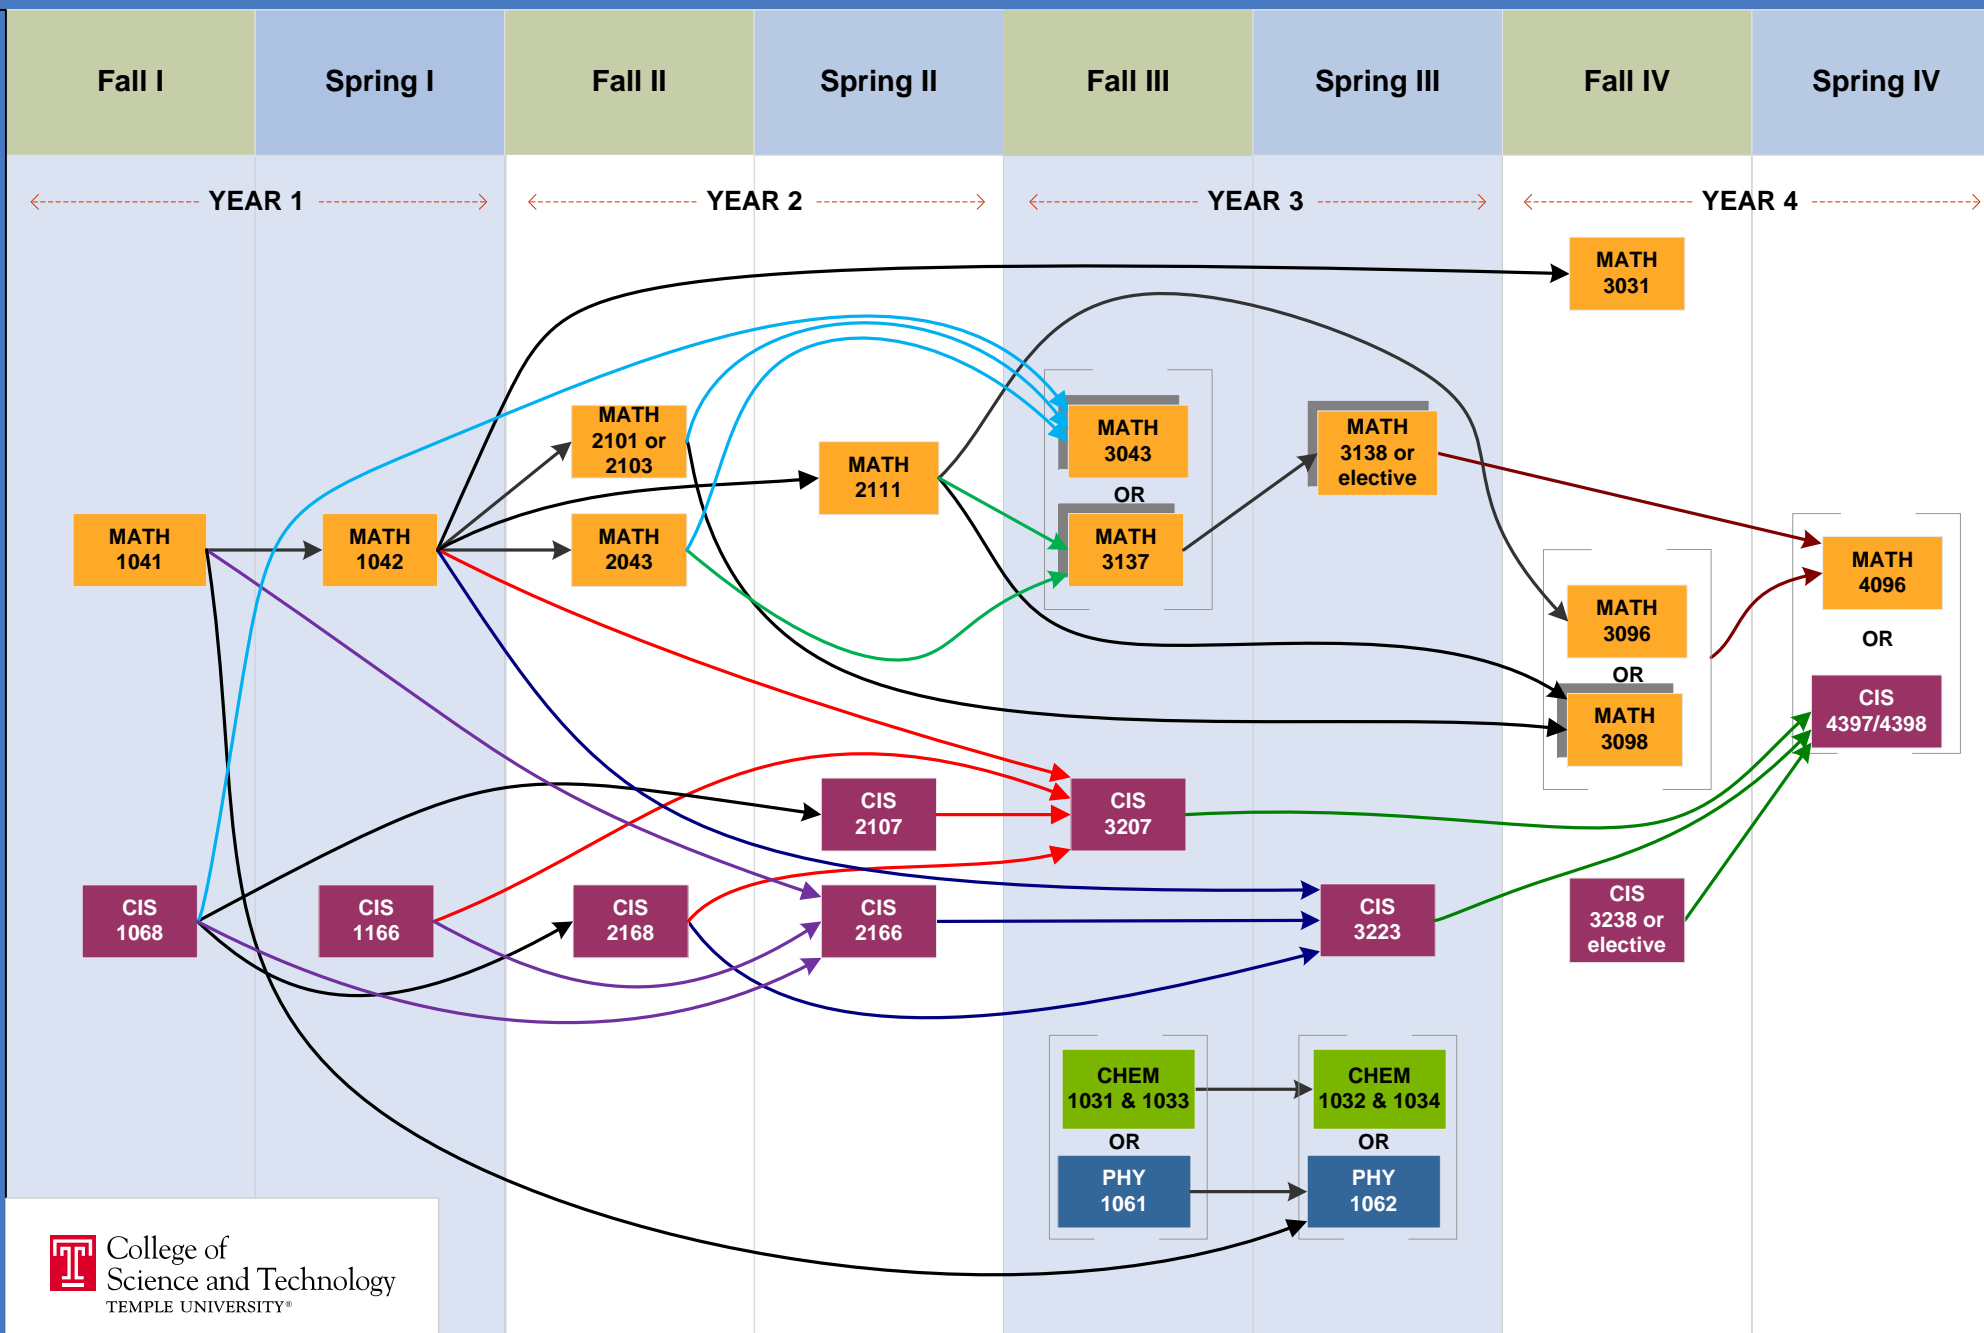 Fall I
Spring I
Fall II
Spring II
Fall III
Spring III
Fall IV
Spring IV
YEAR 1
YEAR 2
YEAR 3
YEAR 4
MATH
3031
MATH
2101 or
2103
MATH
2111
MATH
3043
OR
MATH
3137
MATH
3138 or
elective
MATH
1041
MATH
1042
MATH
2043
MATH
3096
OR
MATH
3098
MATH
4096
OR
CIS
4397/4398
CIS
2107
CIS
3207
CIS
1068
CIS
1166
CIS
2168
CIS
2166
CIS
3223
CIS
3238 or
elective
CHEM
1031 & 1033
OR
PHY
1061
CHEM
1032 & 1034
OR
PHY
1062
College of
Science and Technology
TEMPLE UNIVERSITY®